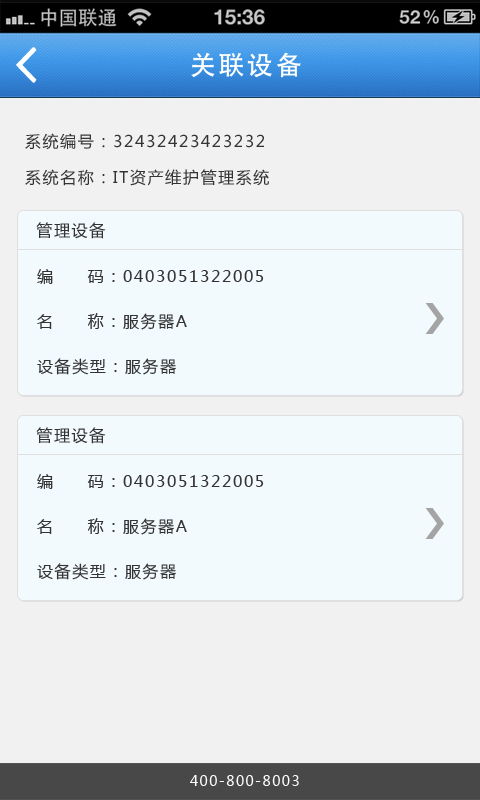 中国联通 15:36 52%
关联设备
系统编号：32432423423232
系统名称：IT资产维护管理系统
管理设备
编 码：0403051322005
名 称：服务器A
设备类型：服务器
管理设备
编 码：0403051322005
名 称：服务器A
设备类型：服务器
400-800-8003